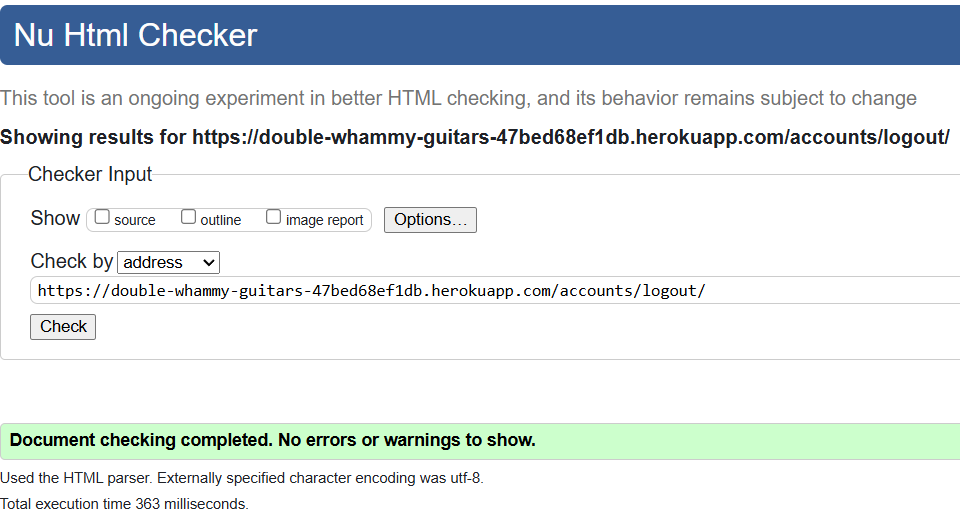 Nu Html Checker
This tool is an ongoing experiment in better HTML checking, and its behavior remains subject to change
Showing results for https://double-whammy-guitars-47bed68ef1db.herokuapp.com/accounts/logout/
Checker Input
Show source outline image report Options...
Check by address
https://double-whammy-guitars-47bed68ef1db.herokuapp.com/accounts/logout/
Check
Document checking completed. No errors or warnings to show.
Used the HTML parser. Externally specified character encoding was utf-8.
Total execution time 363 milliseconds.